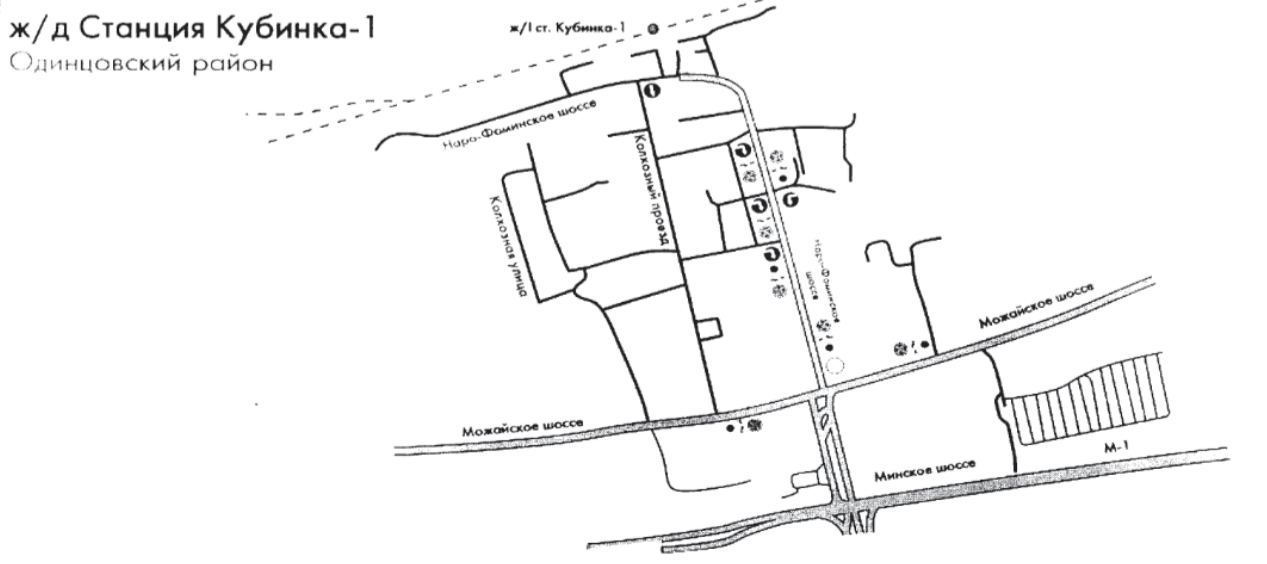 ж/д Станция Кубинка-1
Одинцовский район
ж/l ст. Кубинка-1
Наро-Фоминское шоссе
Колхозный проезд
Колхозная улица
Наро-Фоминское
шоссе
Можайское шоссе
Можайское шоссе
Минское шоссе
М-1